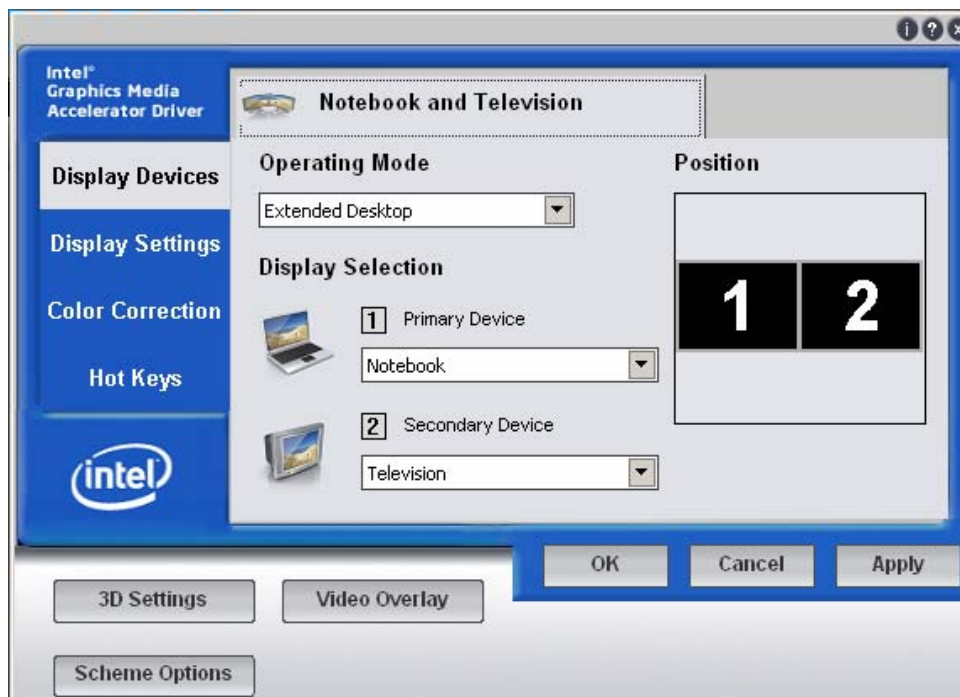 Intel®
Graphics Media
Accelerator Driver
Notebook and Television
Display Devices
Display Settings
Color Correction
Hot Keys
intel
Operating Mode
Extended Desktop
Display Selection
1 Primary Device
Notebook
2 Secondary Device
Television
Position
1 2
OK Cancel Apply
3D Settings Video Overlay
Scheme Options